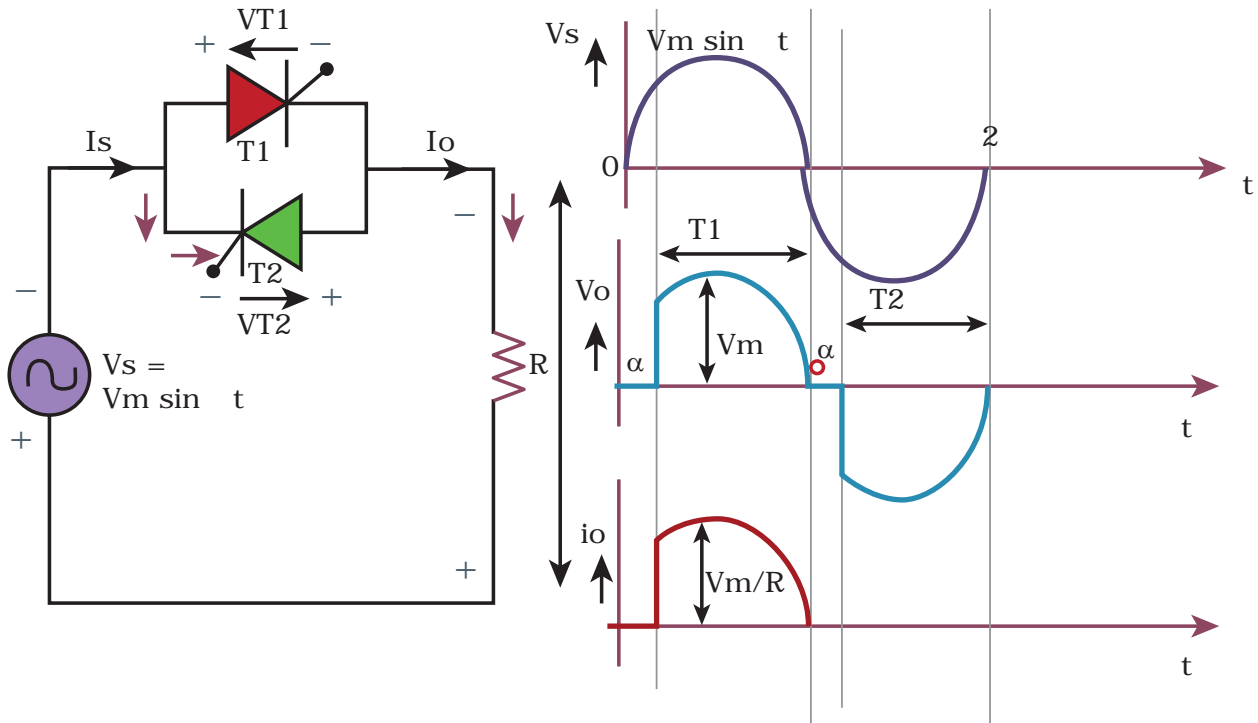 VT1
+ −
T1
Is
Io
−
T2
− +
VT2
−
Vs =
Vm sin t
+
R
+
Vs
Vm sin t
0
2
t
T1
Vo
T2
α
Vm
α
t
io
Vm/R
t